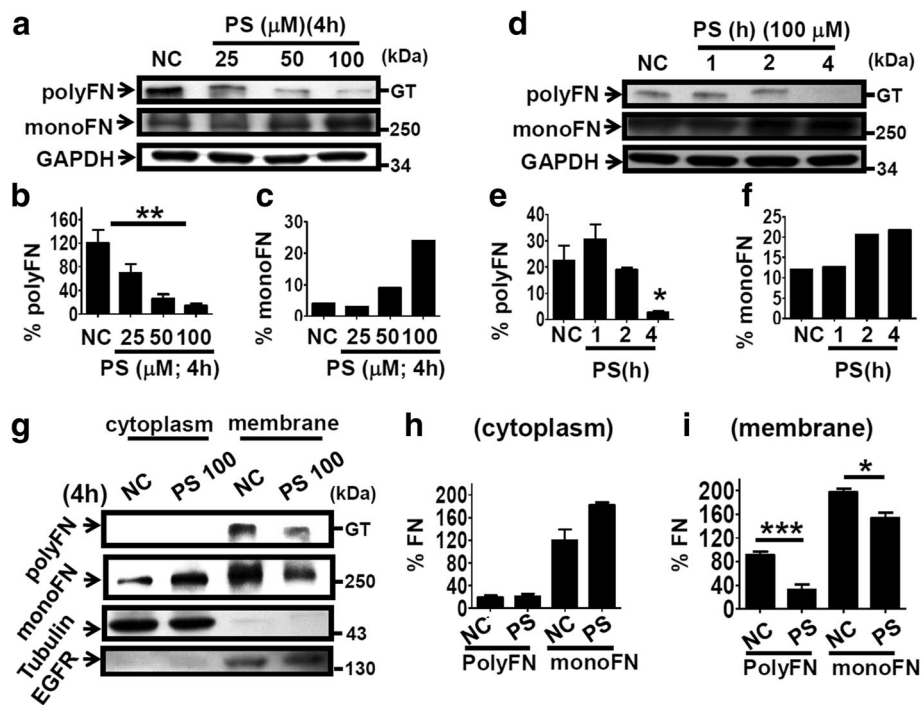 a
PS (μM)(4h)
NC 25 50 100 (kDa)
polyFN GT
monoFN 250
GAPDH 34
d
PS (h) (100 μM)
NC 1 2 4 (kDa)
polyFN GT
monoFN 250
GAPDH 34
b
**
% polyFN
160
120
80
40
0
NC 25 50 100
PS (μM; 4h)
c
% monoFN
30
20
10
0
NC 25 50 100
PS (μM; 4h)
e
% polyFN
40
30
20
10
0
*
NC 1 2 4
PS(h)
f
% monoFN
25
20
15
10
5
0
NC 1 2 4
PS(h)
g
cytoplasm membrane
(4h) NC PS 100 NC PS 100 (kDa)
polyFN GT
monoFN 250
Tubulin 43
EGFR 130
h
(cytoplasm)
% FN
200
160
120
80
40
0
NC PS NC PS
PolyFN monoFN
i
(membrane)
% FN
200
160
120
80
40
0
***
*
NC PS NC PS
PolyFN monoFN